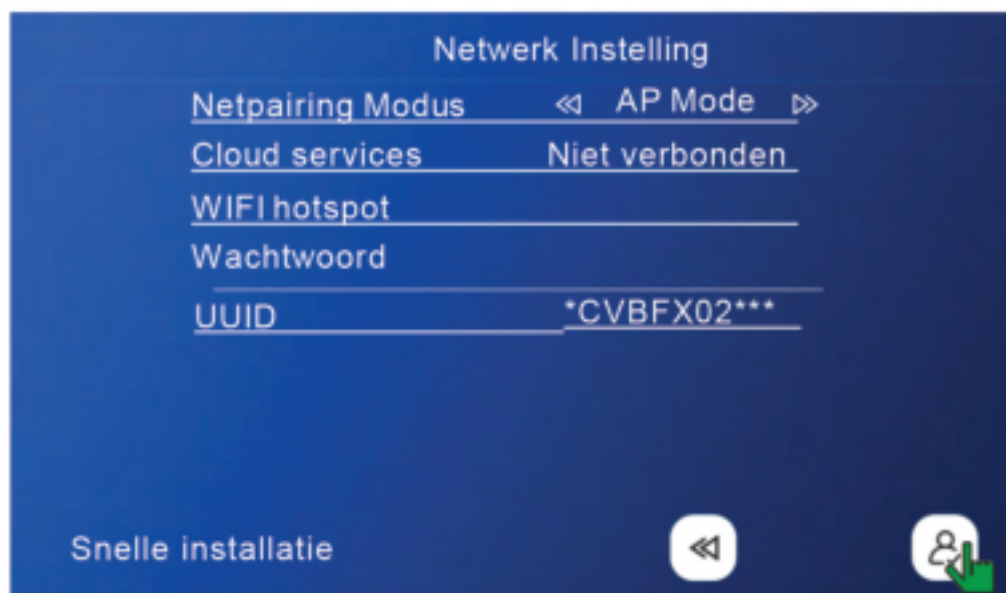 Netwerk Instelling
Netpairing Modus AP Mode
Cloud services Niet verbonden
WIFI hotspot
Wachtwoord
UUID *CVBFX02***
Snelle installatie